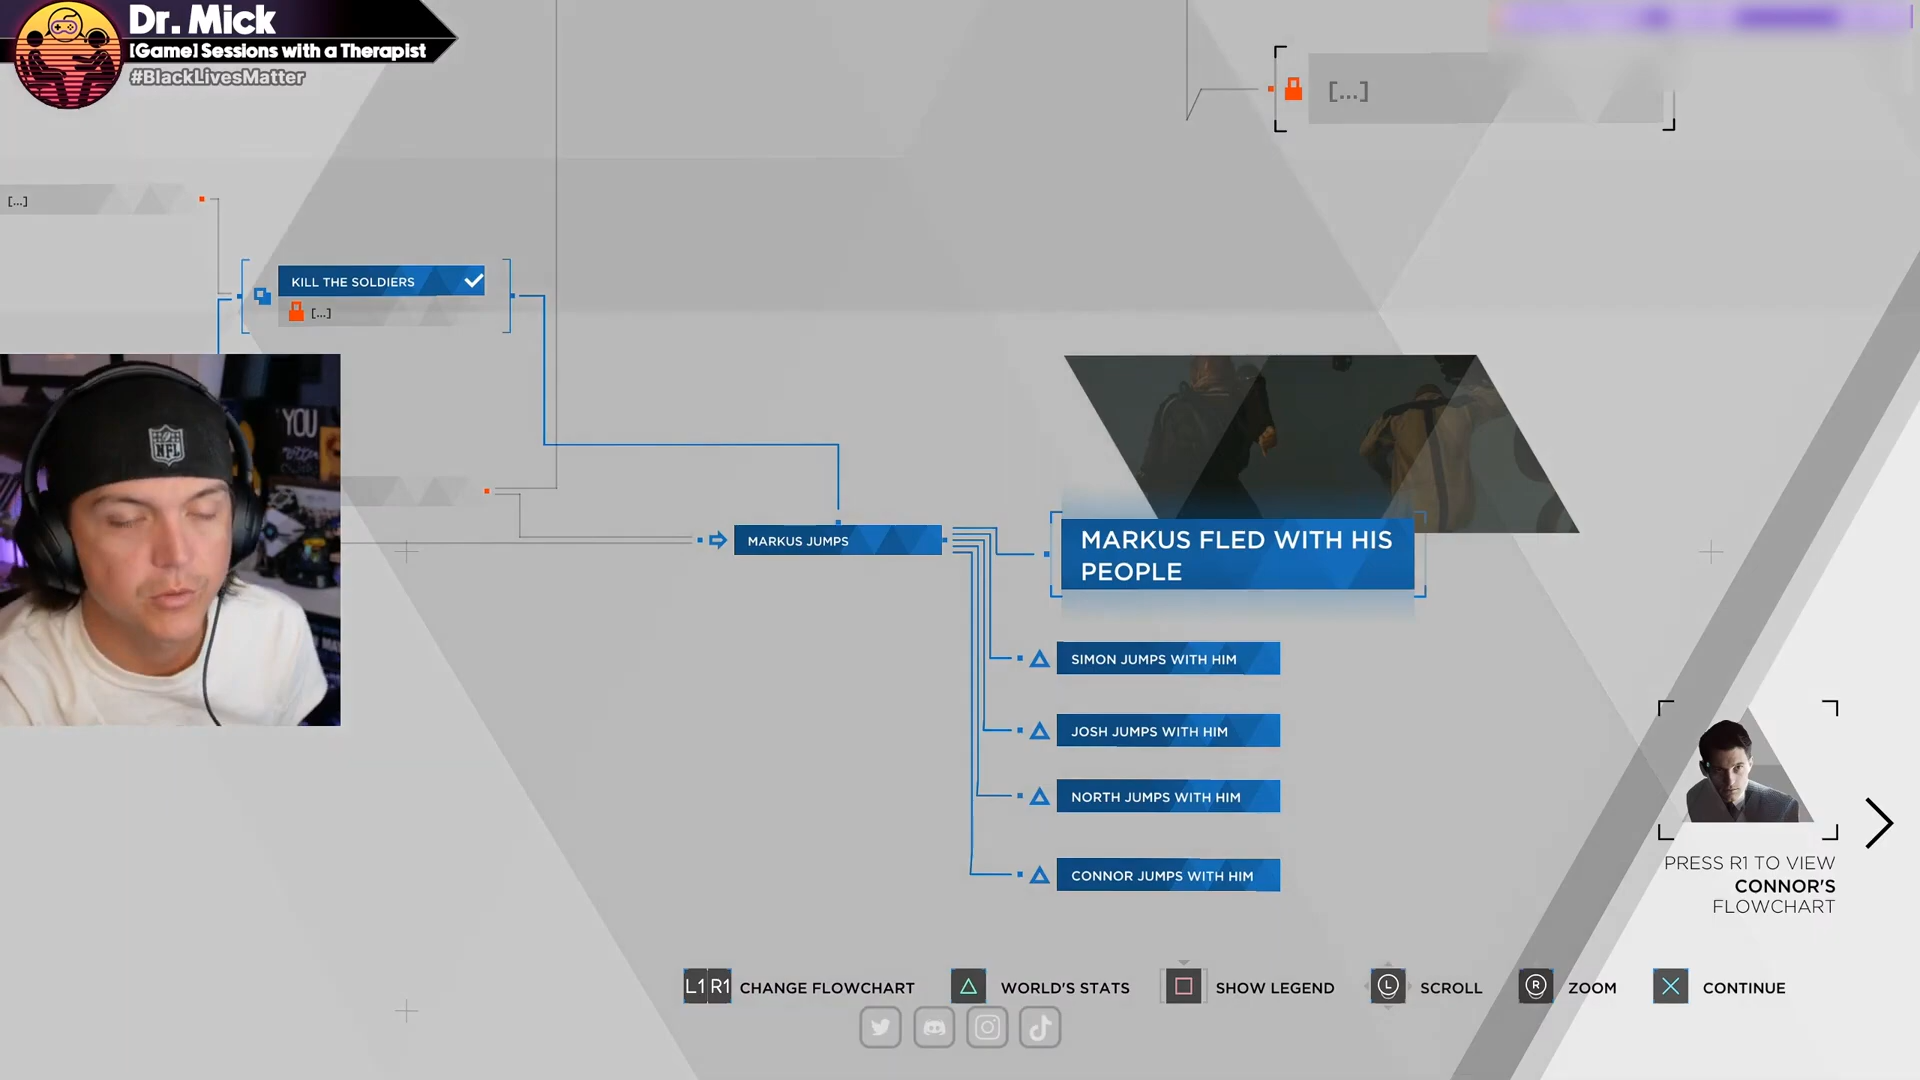 Dr. Mick
[Game] Sessions with a Therapist
#BlackLivesMatter
[...]
[...]
KILL THE SOLDIERS
[...]
YOU
NFL
MARKUS JUMPS
MARKUS FLED WITH HIS
PEOPLE
SIMON JUMPS WITH HIM
JOSH JUMPS WITH HIM
NORTH JUMPS WITH HIM
CONNOR JUMPS WITH HIM
PRESS R1 TO VIEW
CONNOR'S
FLOWCHART
L1 R1 CHANGE FLOWCHART
WORLD'S STATS
SHOW LEGEND
L SCROLL
R ZOOM
CONTINUE